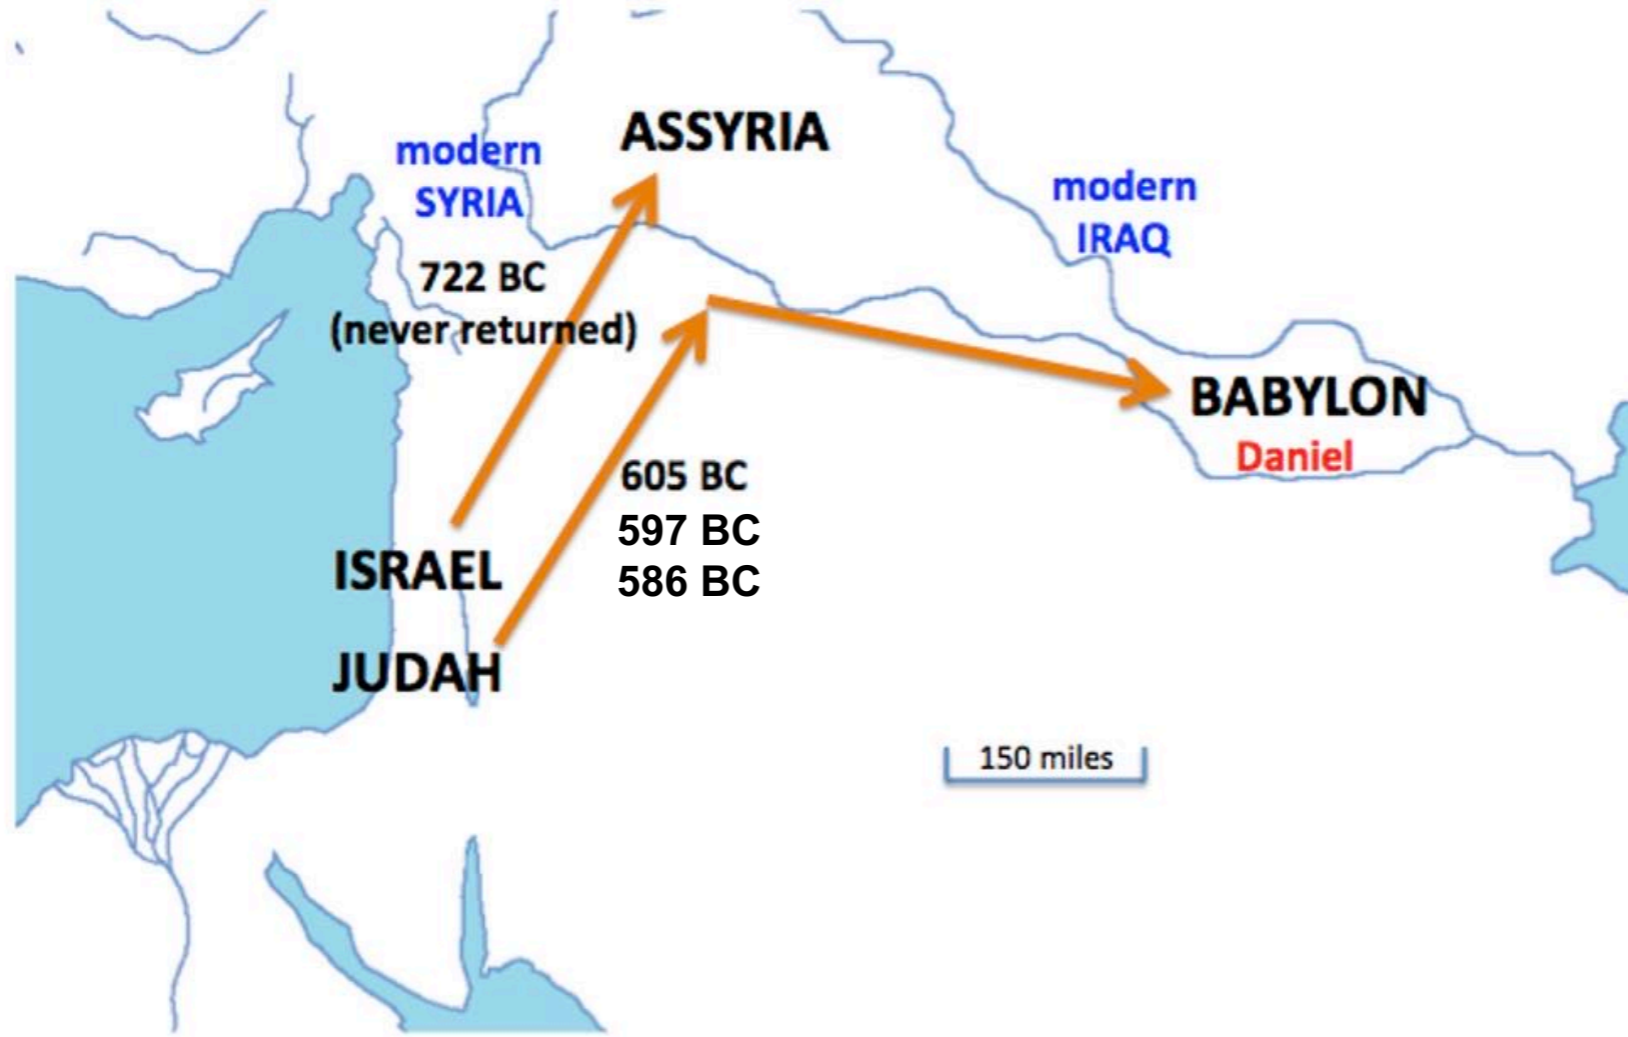 ASSYRIA
modern
SYRIA
modern
IRAQ
722 BC
(never returned)
BABYLON
Daniel
605 BC
597 BC
586 BC
ISRAEL
JUDAH
150 miles